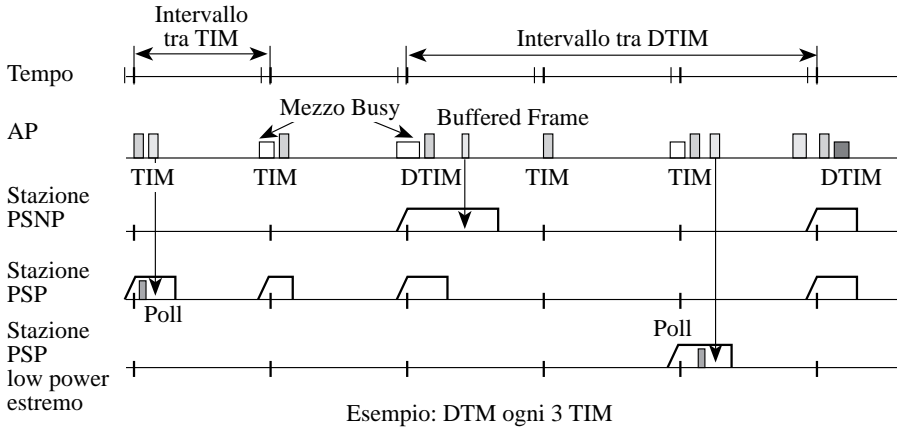 Intervallo
tra TIM
Intervallo tra DTIM
Tempo
Mezzo Busy
Buffered Frame
AP
TIM
TIM
DTIM
TIM
TIM
DTIM
Stazione
PSNP
Stazione
PSP
Poll
Stazione
PSP
low power
estremo
Poll
Esempio: DTM ogni 3 TIM